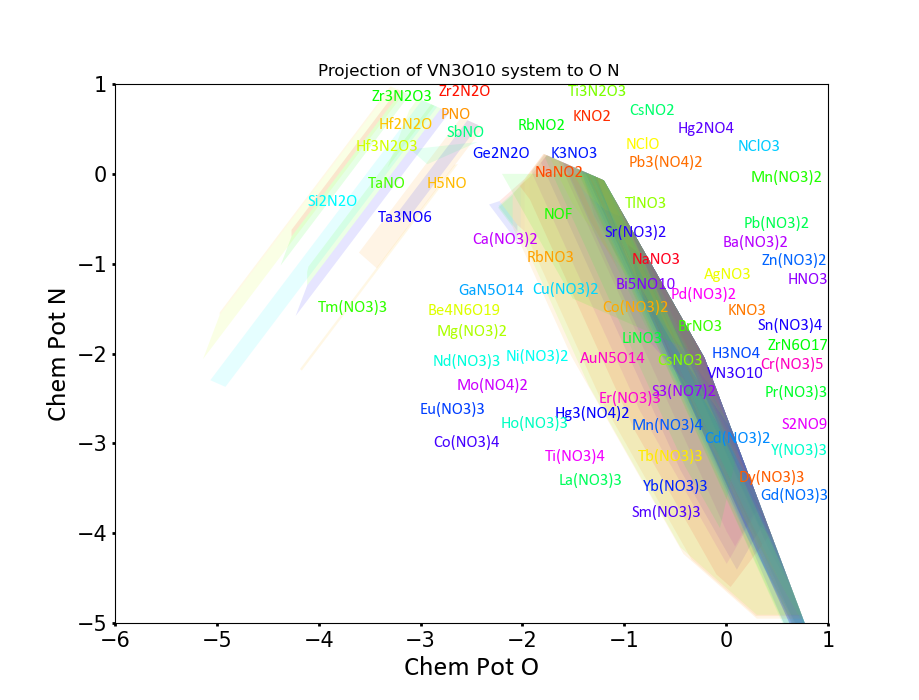 Projection of VN3O10 system to O N
1
Zr3N2O3
Zr2N2O
Ti3N2O3
Hf2N2O
PNO
SbNO
RbNO2
KNO2
CsNO2
Hg2NO4
Hf3N2O3
Ge2N2O
K3NO3
NClO
Pb3(NO4)2
NClO3
0
TaNO
H5NO
NaNO2
Mn(NO3)2
Si2N2O
Ta3NO6
NOF
TlNO3
Ca(NO3)2
Sr(NO3)2
Pb(NO3)2
Ba(NO3)2
RbNO3
NaNO3
Zn(NO3)2
−1
AgNO3
HNO3
GaN5O14
Cu(NO3)2
Bi5NO10
Pd(NO3)2
Tm(NO3)3
Be4N6O19
Co(NO3)2
KNO3
Mg(NO3)2
BrNO3
Sn(NO3)4
LiNO3
ZrN6O17
−2
Nd(NO3)3
Ni(NO3)2
AuN5O14
CsNO3
H3NO4
Cr(NO3)5
VN3O10
Mo(NO4)2
S3(NO7)2
Pr(NO3)3
Eu(NO3)3
Er(NO3)3
Hg3(NO4)2
Ho(NO3)3
Mn(NO3)4
S2NO9
−3
Co(NO3)4
Cd(NO3)2
Y(NO3)3
Ti(NO3)4
Tb(NO3)3
La(NO3)3
Yb(NO3)3
Dy(NO3)3
Gd(NO3)3
Sm(NO3)3
−4
−5
−6
−5
−4
−3
−2
−1
0
1
Chem Pot O
Chem Pot N